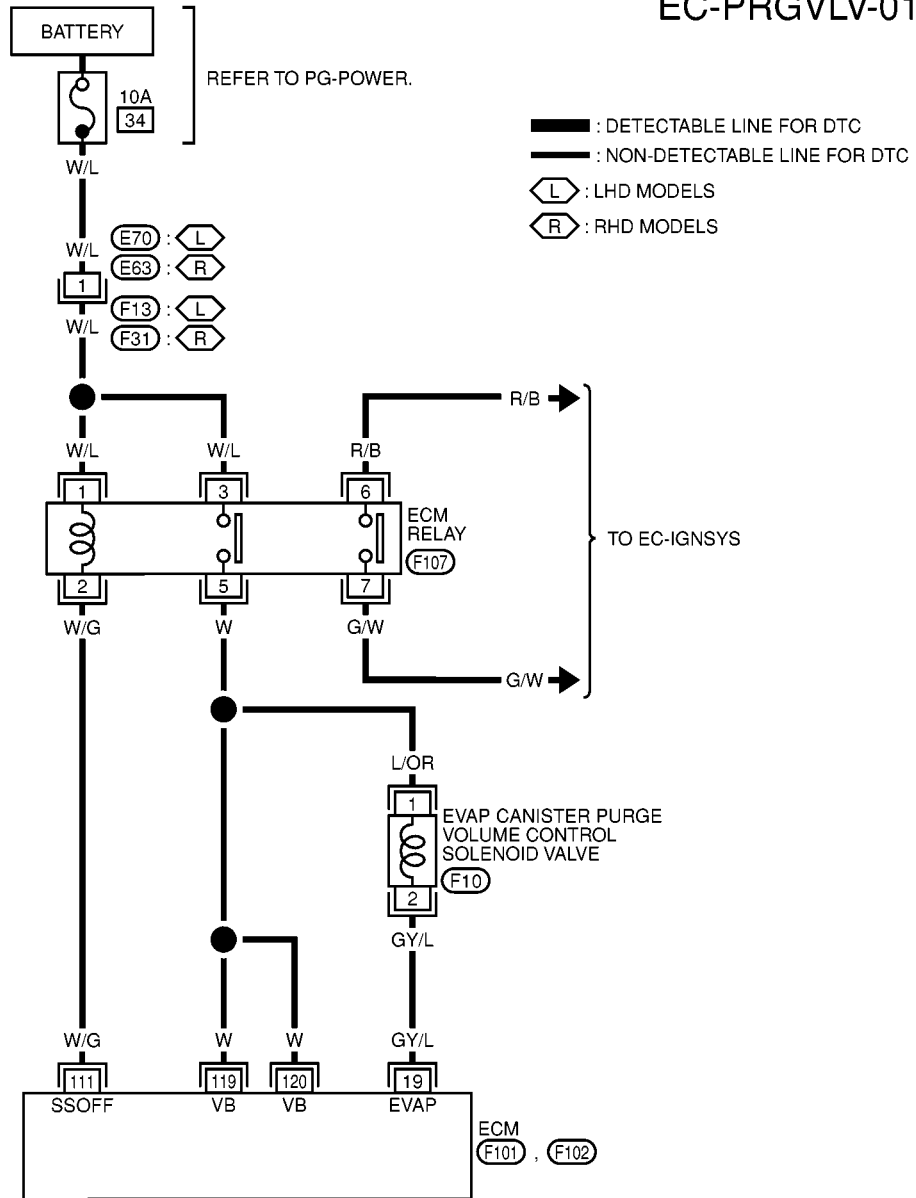 EC-PRGVLV-01
BATTERY
REFER TO PG-POWER.
10A
34
: DETECTABLE LINE FOR DTC
: NON-DETECTABLE LINE FOR DTC
L : LHD MODELS
R : RHD MODELS
W/L
W/L
E70 : L
E63 : R
1
F13 : L
W/L
F31 : R
R/B
W/L W/L R/B
1 3 6
ECM
RELAY
F107
TO EC-IGNSYS
2 5 7
W/G W G/W
G/W
L/OR
1
EVAP CANISTER PURGE
VOLUME CONTROL
SOLENOID VALVE
F10
2
GY/L
W/G W W GY/L
111 119 120 19
SSOFF VB VB EVAP
ECM
F101 , F102